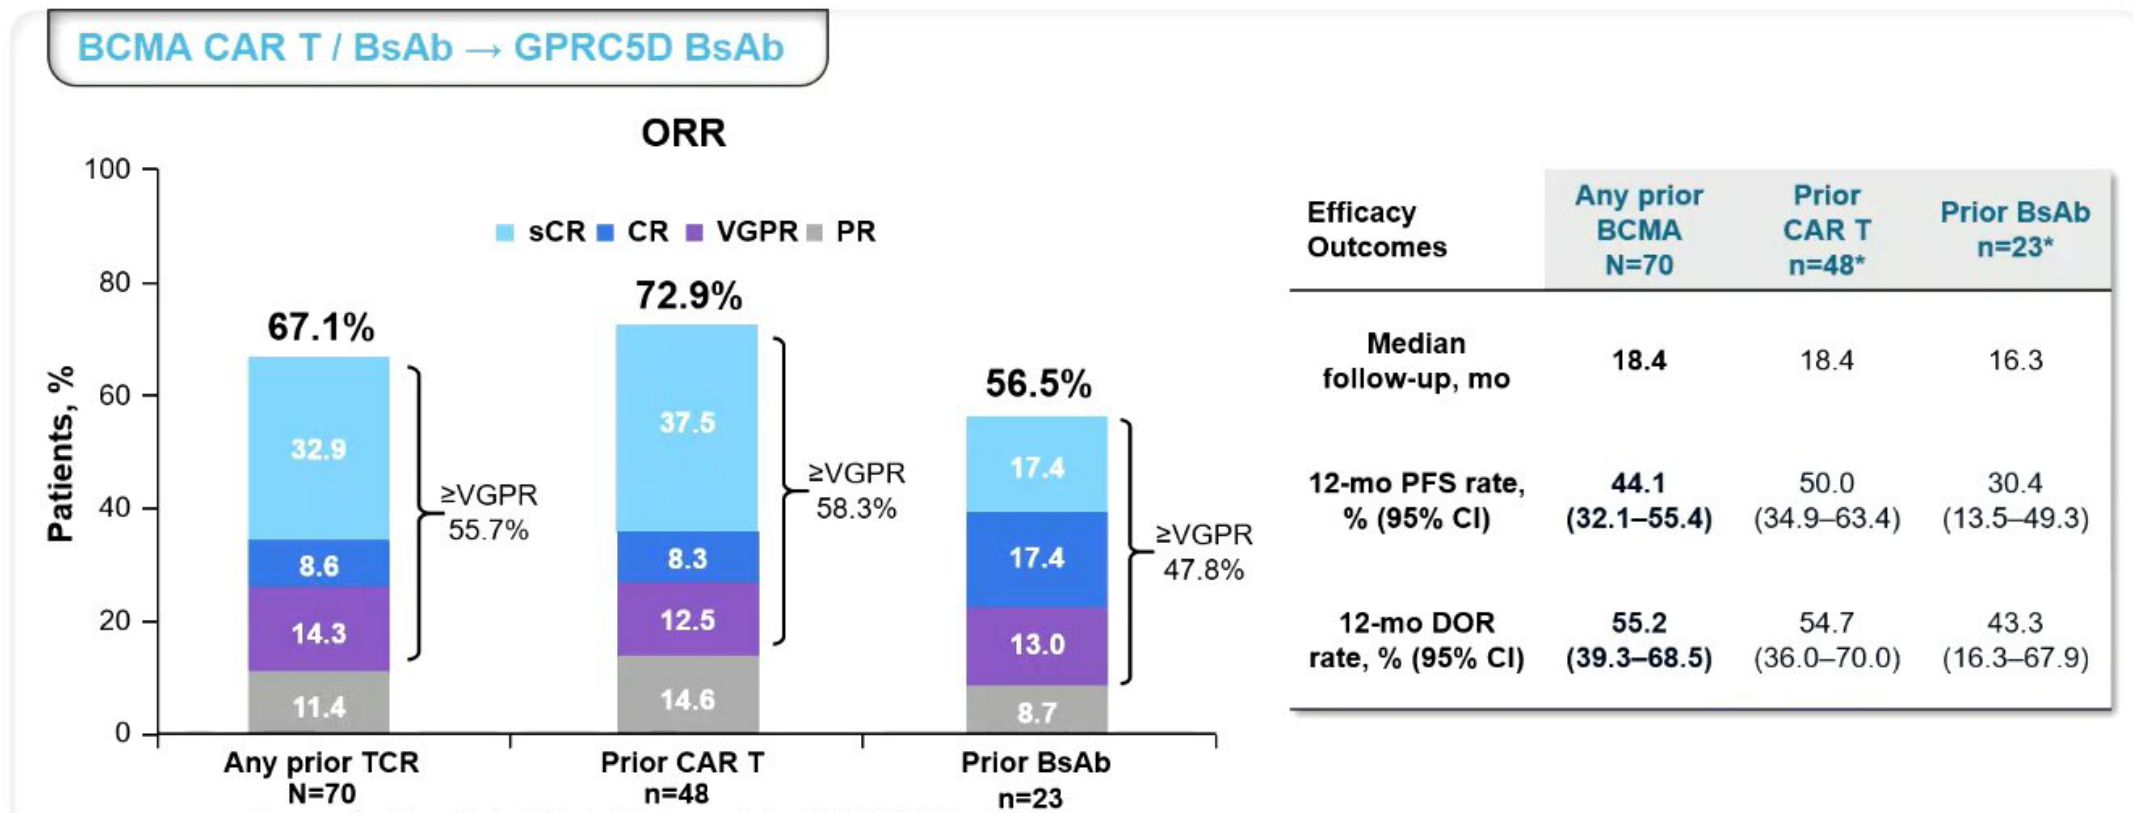 BCMA CAR T / BsAb → GPRC5D BsAb
ORR
100
80
60
40
20
0
Patients, %
sCR CR VGPR PR
67.1%
32.9
8.6
14.3
11.4
≥VGPR
55.7%
Any prior TCR
N=70
72.9%
37.5
8.3
12.5
14.6
≥VGPR
58.3%
Prior CAR T
n=48
56.5%
17.4
17.4
13.0
8.7
≥VGPR
47.8%
Prior BsAb
n=23
Efficacy
Outcomes
Any prior
BCMA
N=70
Prior
CAR T
n=48*
Prior BsAb
n=23*
Median
follow-up, mo
18.4 18.4 16.3
12-mo PFS rate,
% (95% CI)
44.1 50.0 30.4
(32.1–55.4) (34.9–63.4) (13.5–49.3)
12-mo DOR
rate, % (95% CI)
55.2 54.7 43.3
(39.3–68.5) (36.0–70.0) (16.3–67.9)